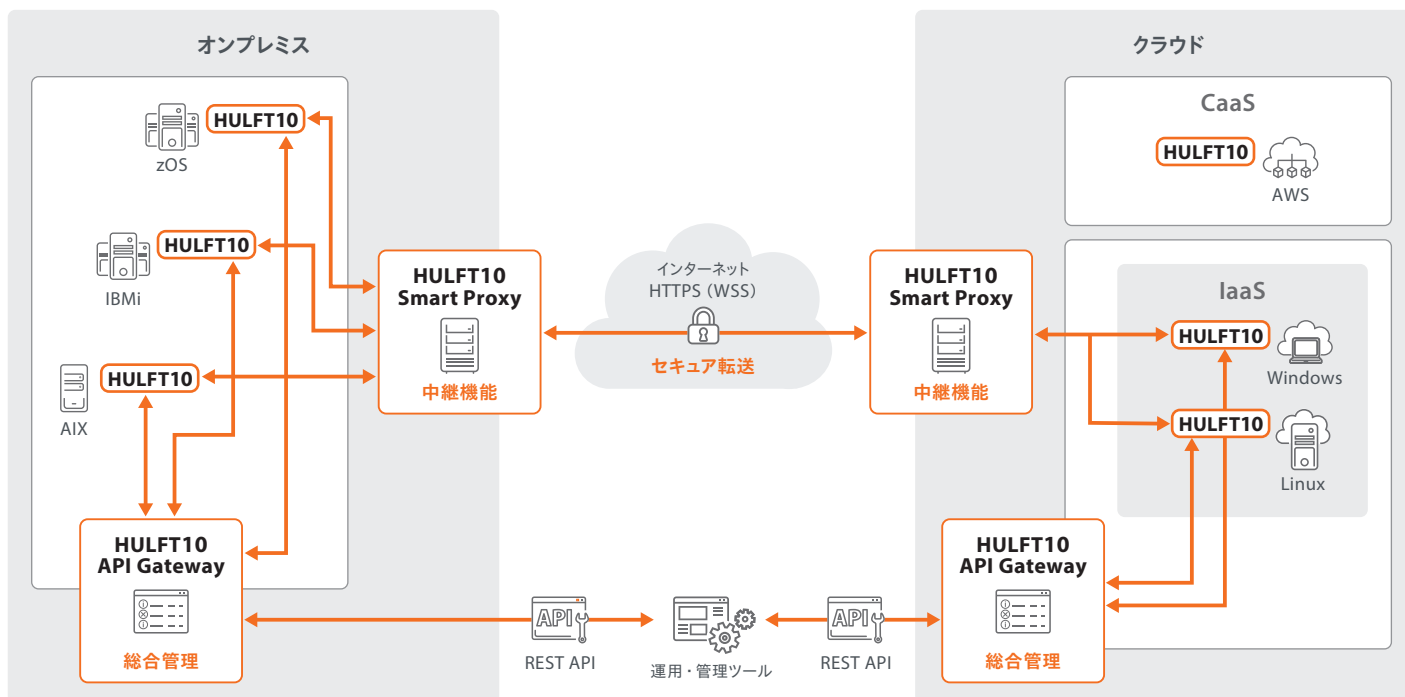 オンプレミス
HULFT10
zOS
HULFT10
IBMi
HULFT10
AIX
HULFT10
API Gateway
総合管理
HULFT10
Smart Proxy
中継機能
インターネット
HTTPS（WSS）
セキュア転送
API
REST API
運用・管理ツール
API
REST API
クラウド
HULFT10
Smart Proxy
中継機能
CaaS
HULFT10
AWS
IaaS
HULFT10
Windows
HULFT10
Linux
HULFT10
API Gateway
総合管理